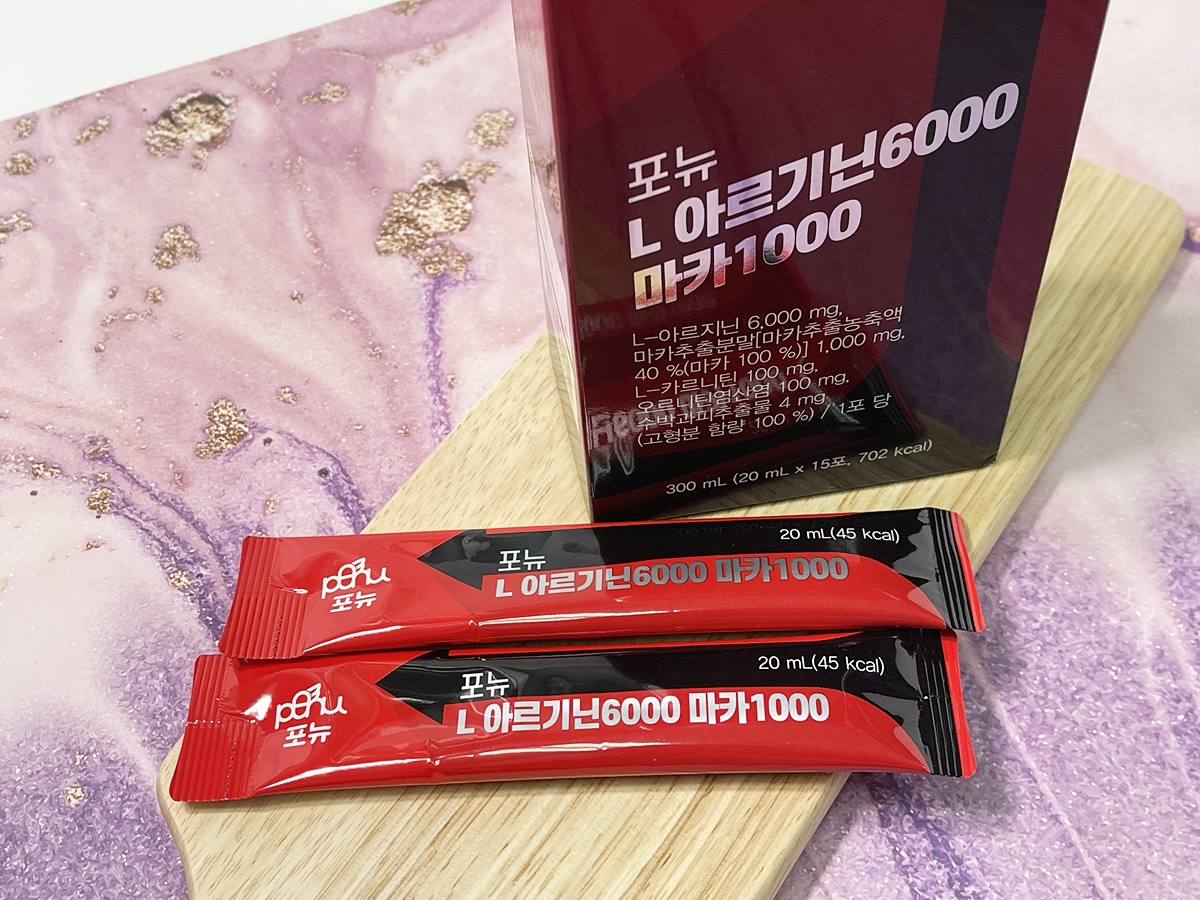 포뉴
L 아르기닌6000
마카1000
L-아르지닌 6,000 mg,
마카추출분말[마카추출농축액
40 %(마카 100 %)] 1,000 mg,
L-카르니틴 100 mg,
오르니틴염산염 100 mg,
수박과피추출물 4 mg / 1포 당
(고형분 함량 100 %)
300 mL (20 mL x 15포, 702 kcal)
20 mL(45 kcal)
포뉴
L 아르기닌6000 마카1000
ponu
포뉴
20 mL(45 kcal)
포뉴
L 아르기닌6000 마카1000
ponu
포뉴